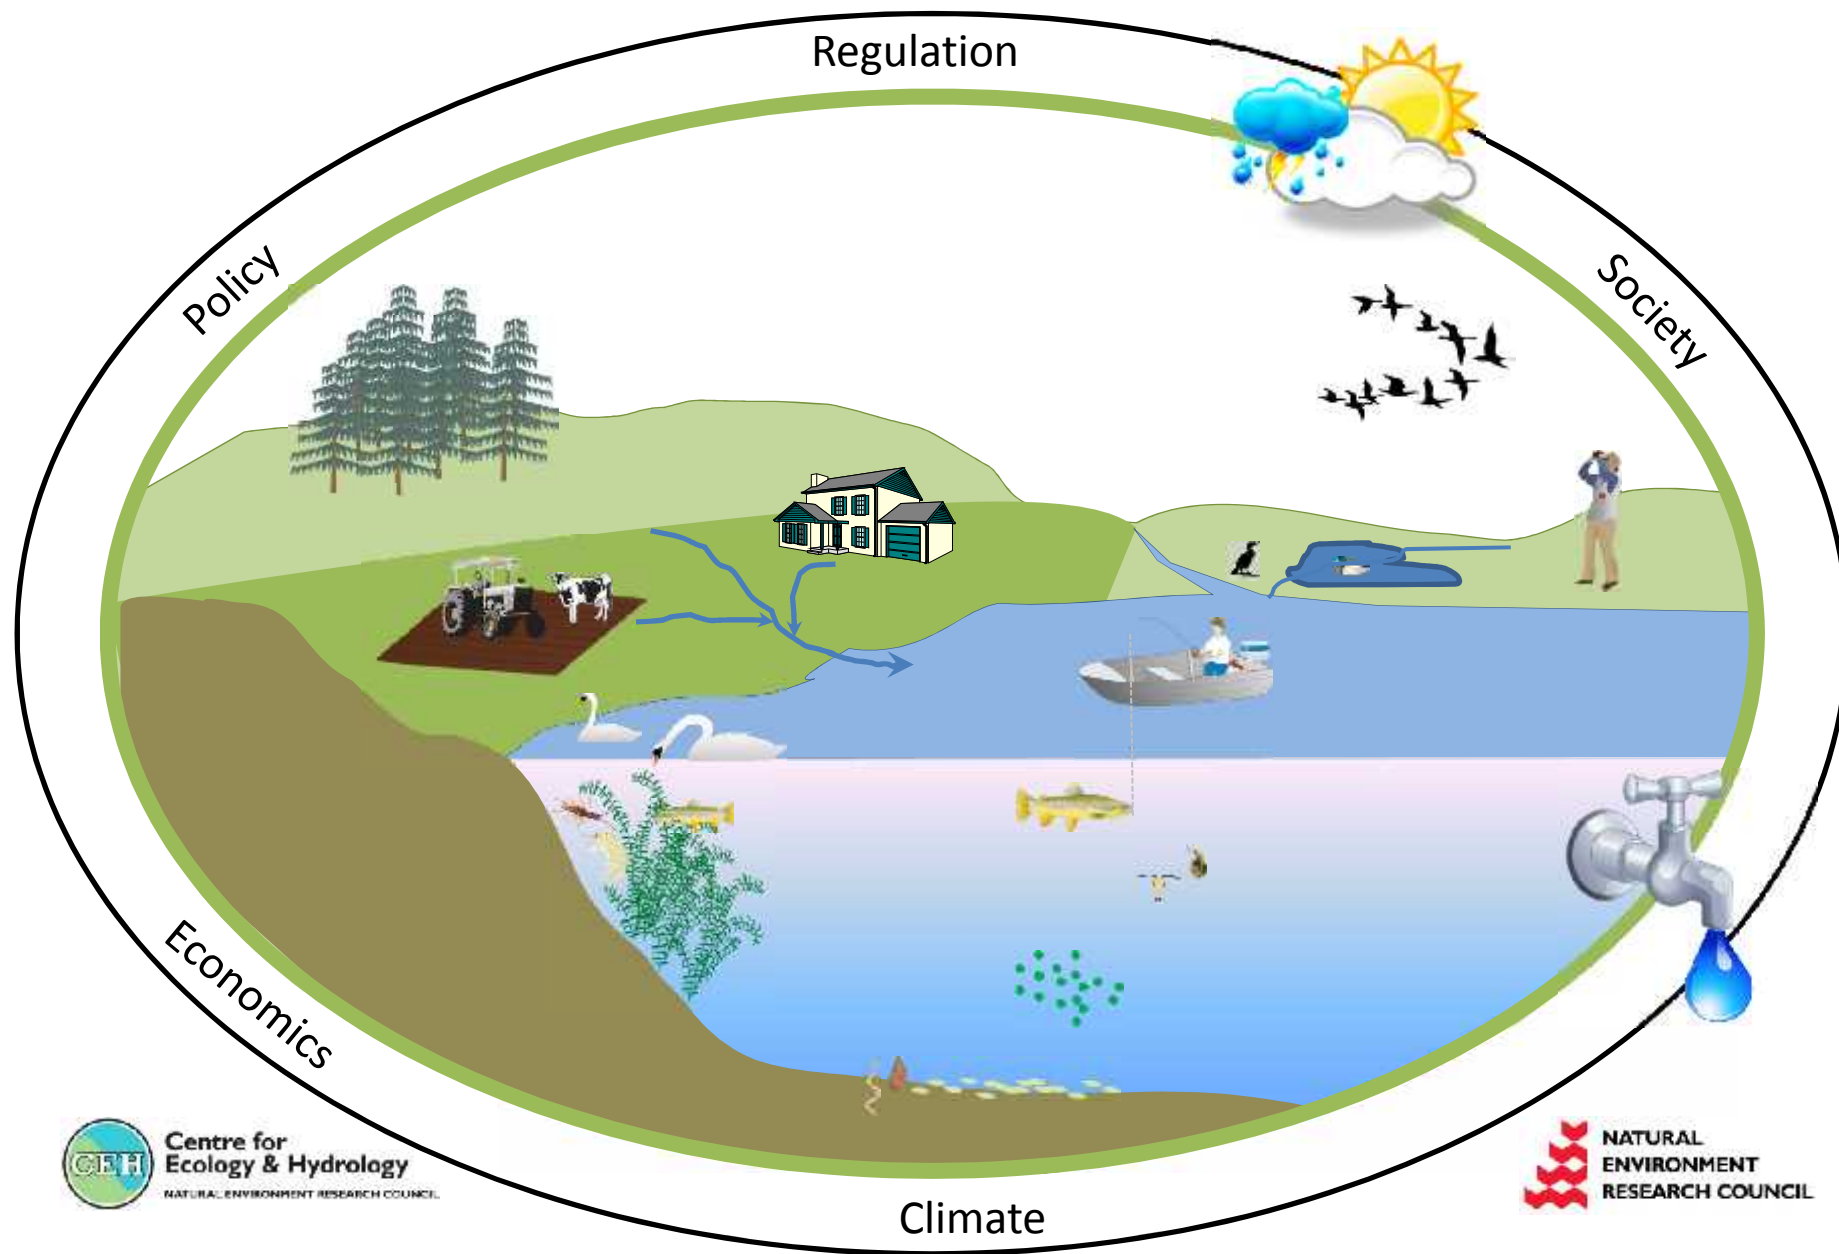 Regulation
Policy
Society
Economics
Climate
CEH
Centre for
Ecology & Hydrology
NATURAL ENVIRONMENT RESEARCH COUNCIL
NATURAL
ENVIRONMENT
RESEARCH COUNCIL